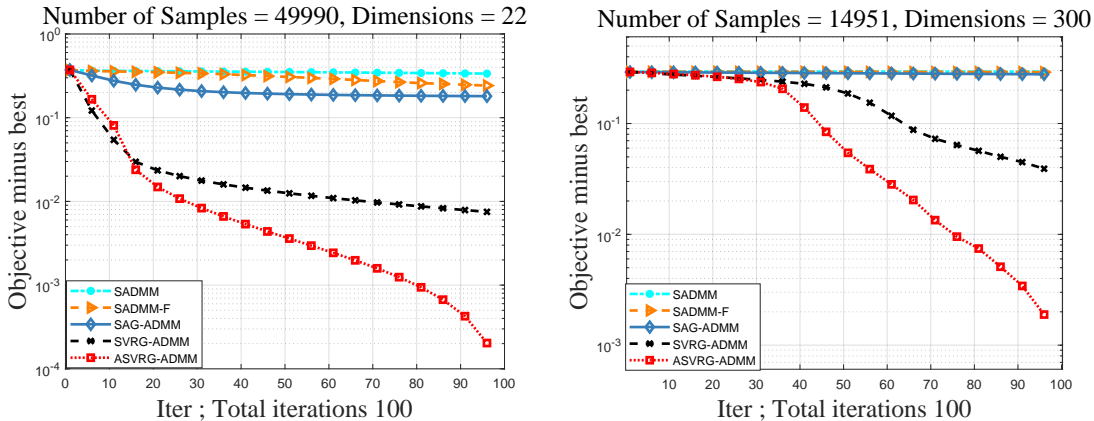 Number of Samples = 49990, Dimensions = 22
Objective minus best
10^0
10^-1
10^-2
10^-3
10^-4
SADMM
SADMM-F
SAG-ADMM
SVRG-ADMM
ASVRG-ADMM
0 10 20 30 40 50 60 70 80 90 100
Iter ; Total iterations 100
Number of Samples = 14951, Dimensions = 300
Objective minus best
10^-1
10^-2
10^-3
SADMM
SADMM-F
SAG-ADMM
SVRG-ADMM
ASVRG-ADMM
10 20 30 40 50 60 70 80 90 100
Iter ; Total iterations 100